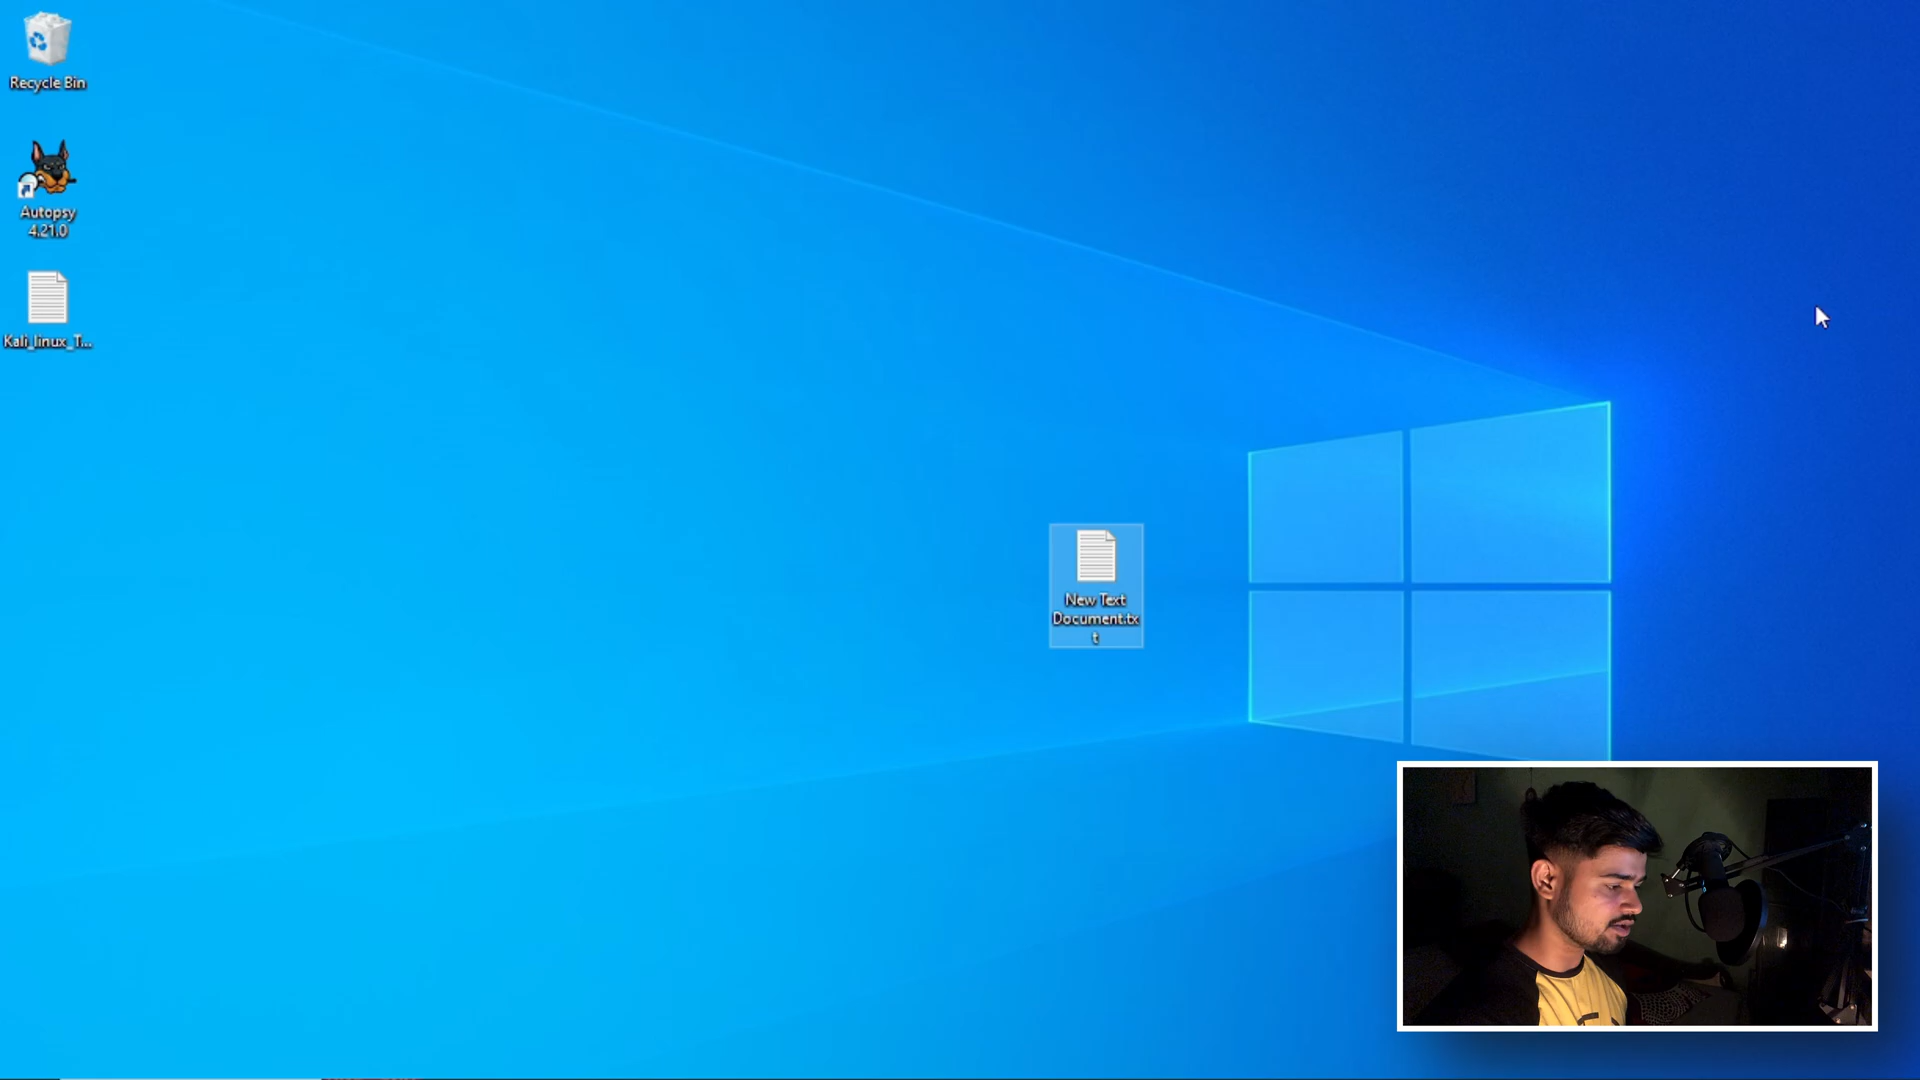 Recycle Bin
Autopsy
4.21.0
Kali_linux_T...
New Text
Document.tx
t